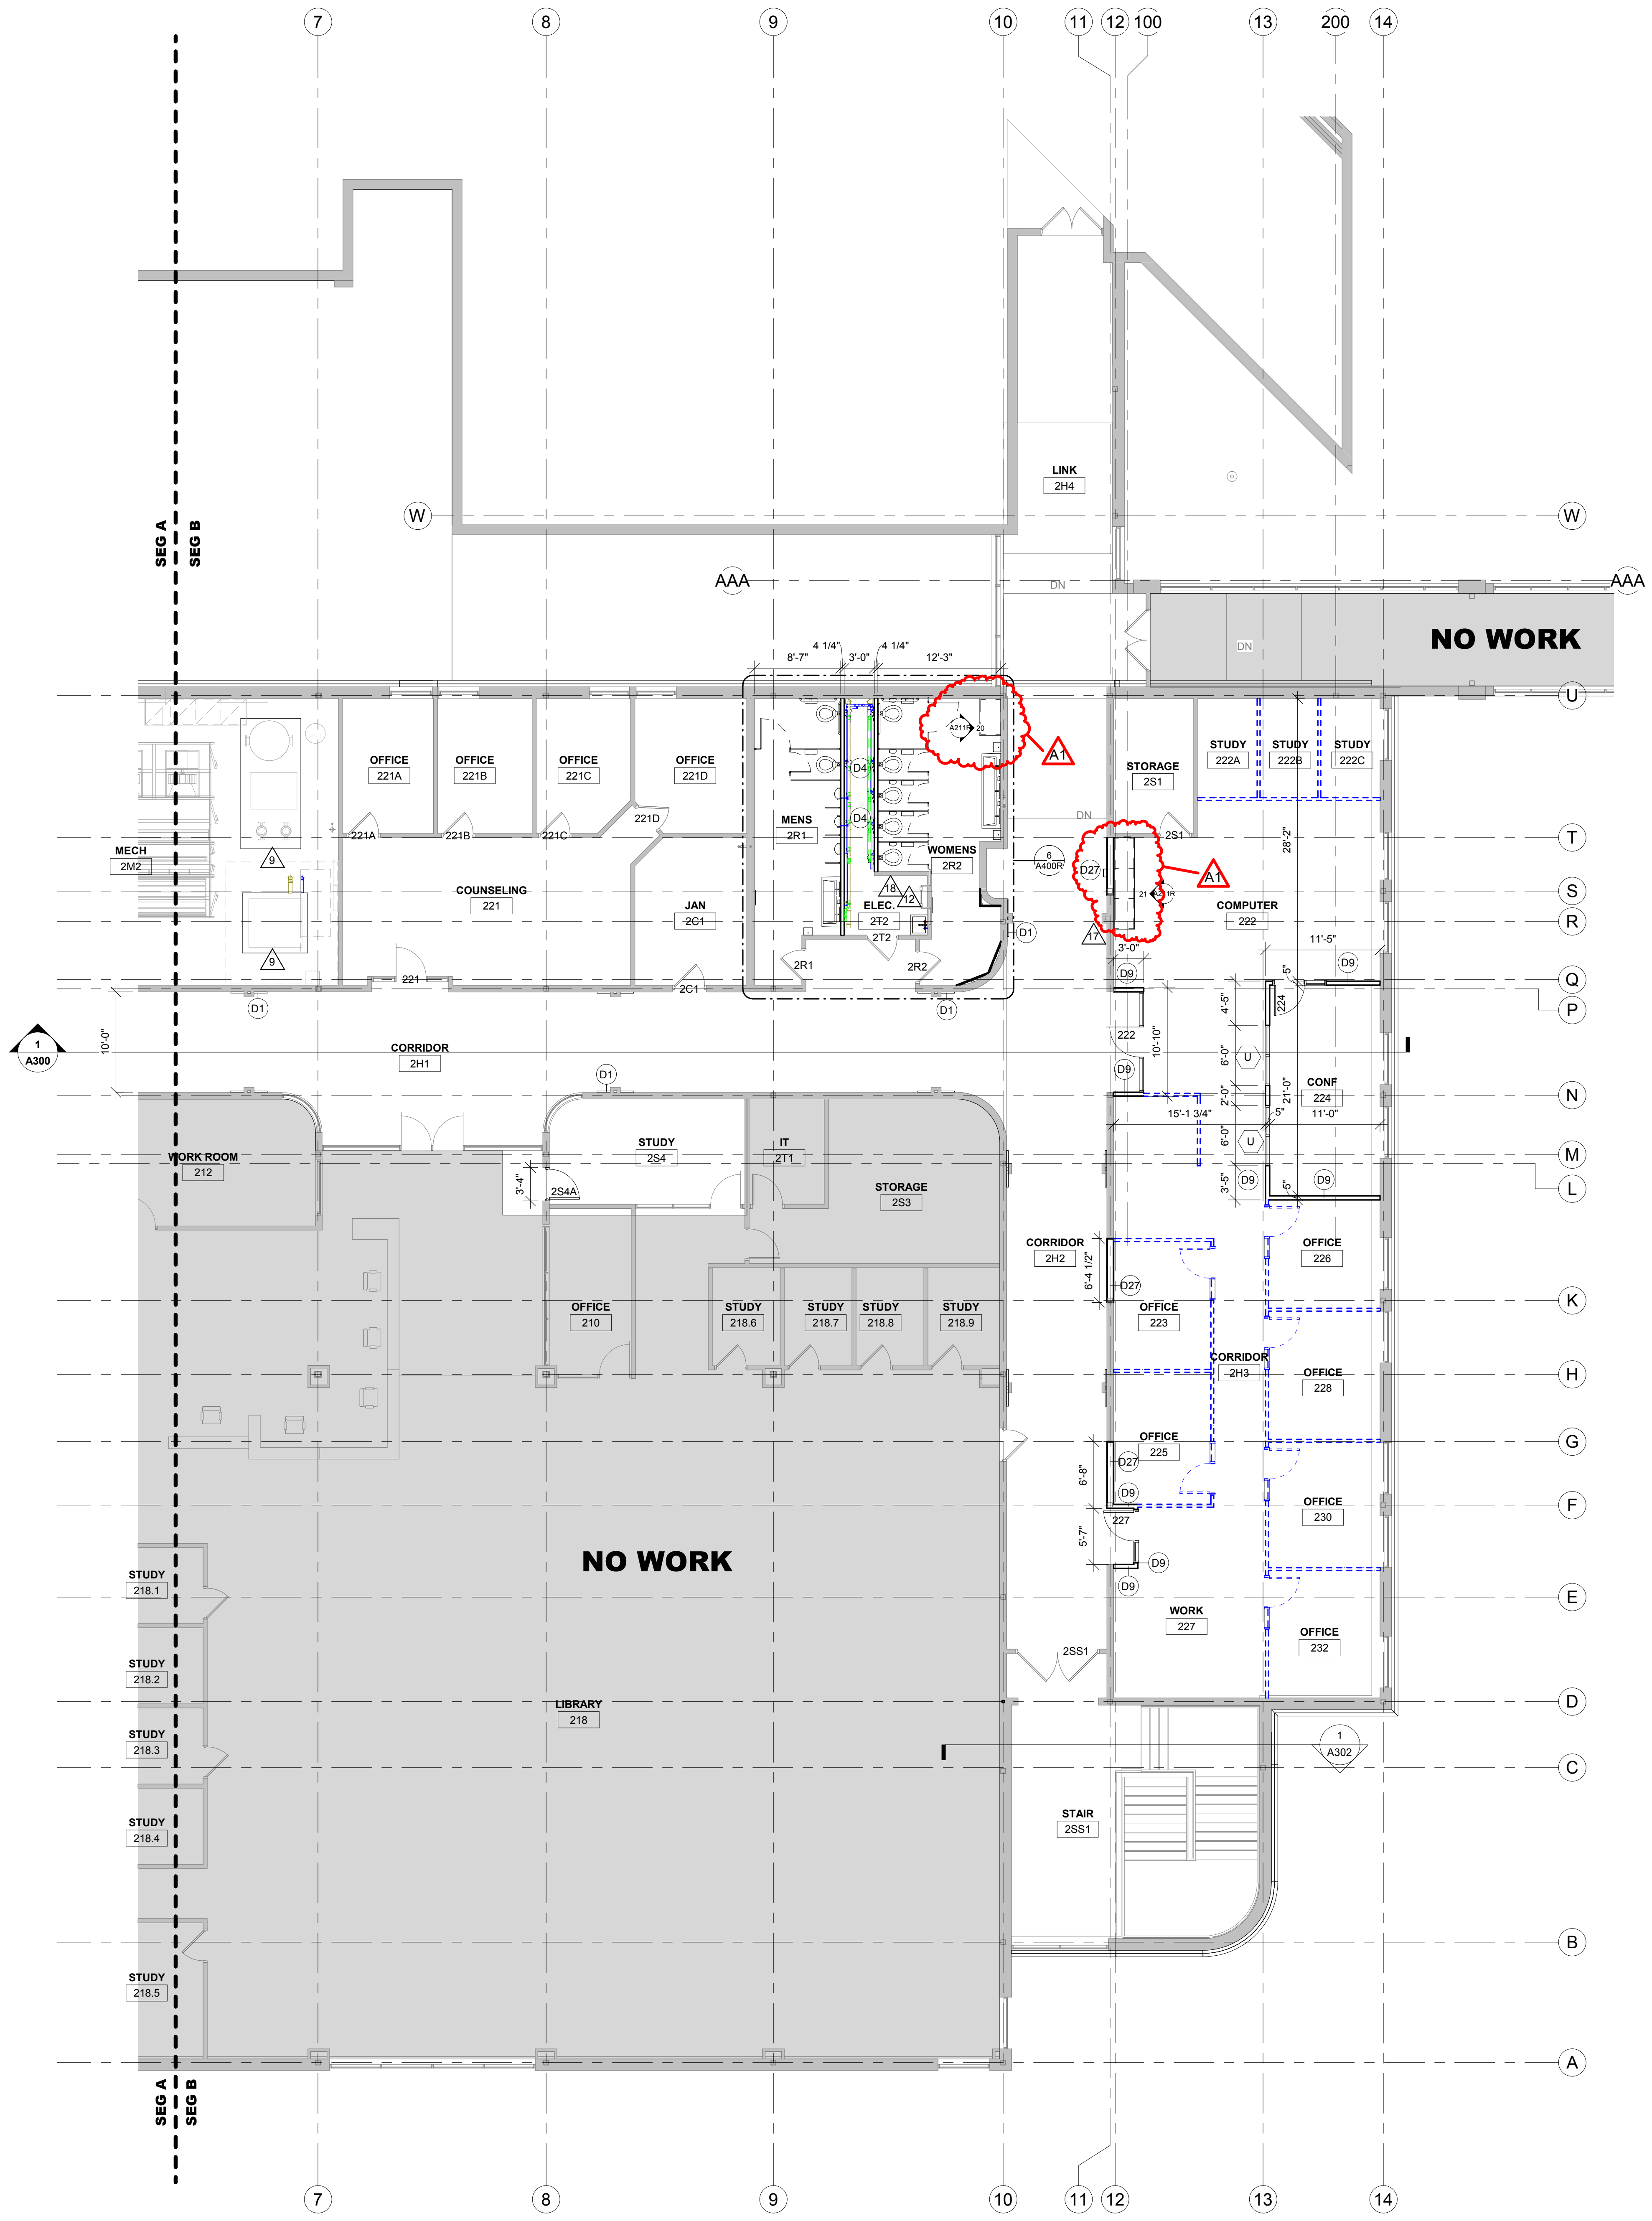 7
8
9
10
11
12
100
13
200
14
LINK
2H4
SEG A
SEG B
W
W
AAA
DN
AAA
NO WORK
DN
4 1/4"
4 1/4"
8'-7"
3'-0"
12'-3"
U
A211R
20
A1
OFFICE
221A
OFFICE
221B
OFFICE
221C
OFFICE
221D
D4
STORAGE
2S1
STUDY
222A
STUDY
222B
STUDY
222C
221A
221B
221C
221D
D4
MENS
2R1
DN
2S1
28'-2"
T
MECH
2M2
9
WOMENS
2R2
6
A400R
D27
A1
COUNSELING
221
JAN
2C1
18
12
ELEC.
2T2
21
COMPUTER
222
S
R
2T2
D1
17
3'-0"
11'-5"
9
2R1
2R2
D9
5"
D9
Q
221
2C1
D1
D1
4'-5"
224
P
10'-0"
1
A300
CORRIDOR
2H1
222
10'-10"
6'-0"
U
D9
D1
CONF
224
2'-0"
21'-0"
N
15'-1 3/4"
5"
11'-0"
WORK ROOM
212
STUDY
2S4
IT
2T1
6'-0"
U
M
3'-4"
2S4A
STORAGE
2S3
3'-5"
D9
5"
D9
L
CORRIDOR
2H2
6'-4 1/2"
D27
OFFICE
226
OFFICE
210
STUDY
218.6
STUDY
218.7
STUDY
218.8
STUDY
218.9
OFFICE
223
K
CORRIDOR
2H3
OFFICE
228
H
OFFICE
225
G
D27
6'-8"
D9
OFFICE
230
F
227
5'-7"
D9
D9
NO WORK
STUDY
218.1
E
WORK
227
OFFICE
232
2SS1
STUDY
218.2
LIBRARY
218
D
STUDY
218.3
1
A302
C
STUDY
218.4
STAIR
2SS1
B
STUDY
218.5
A
SEG A
SEG B
7
8
9
10
11
12
13
14